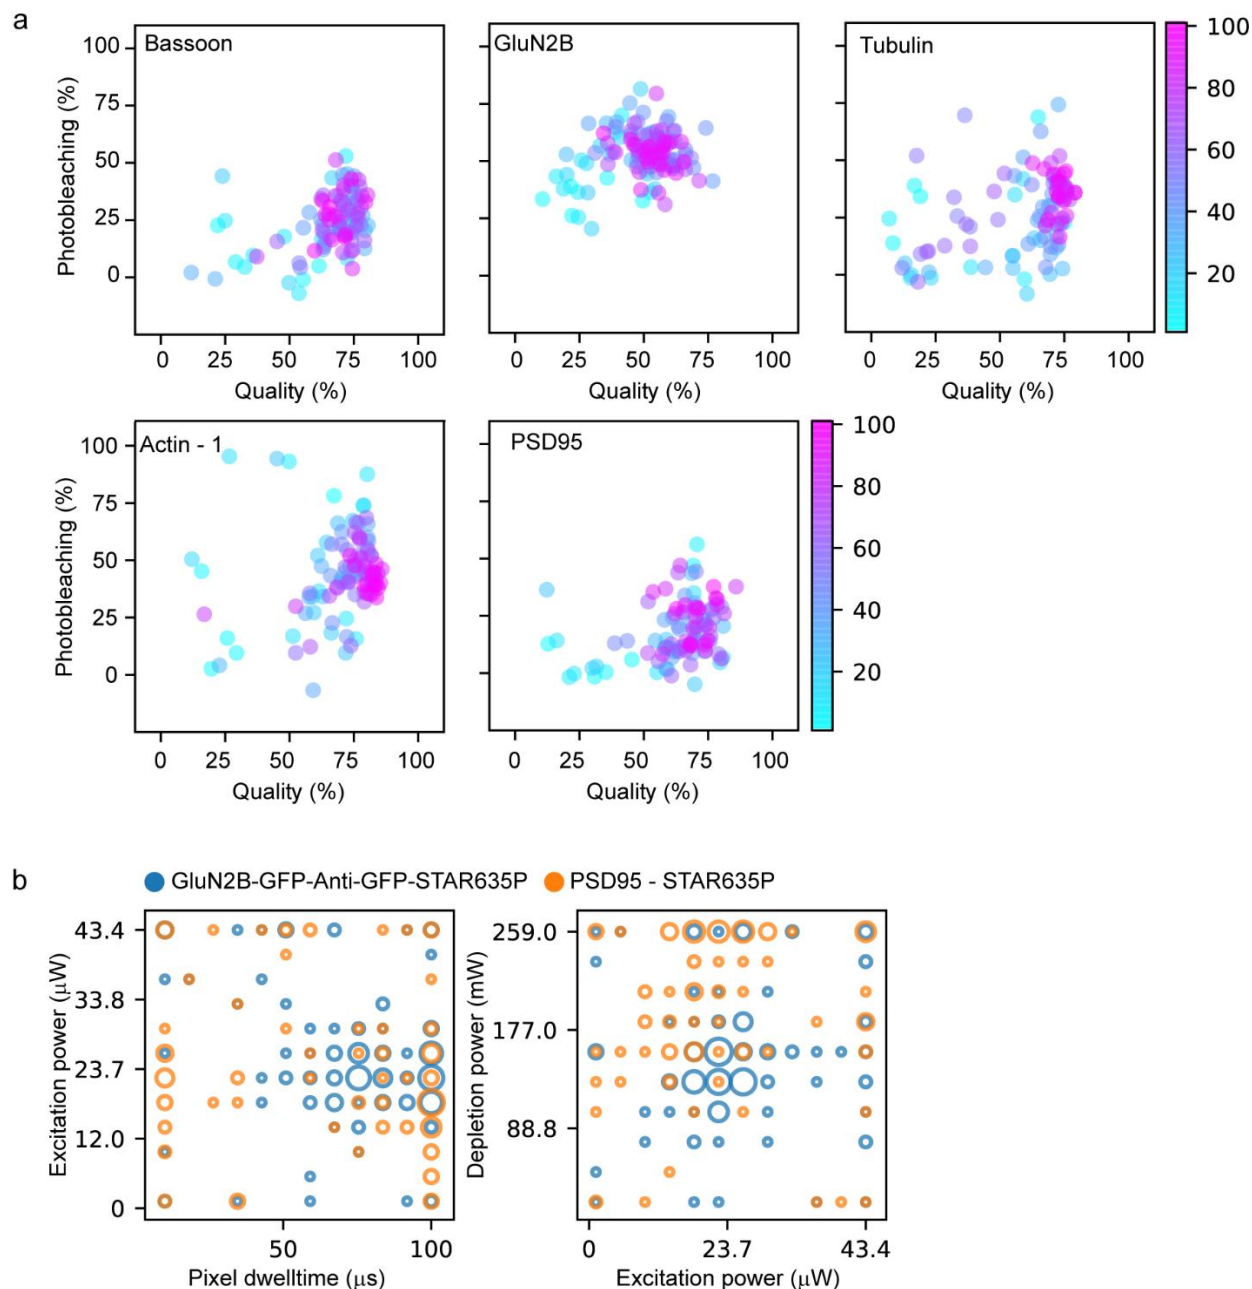 a
Bassoon
GluN2B
Tubulin
Photobleaching (%)
100
75
50
25
0
0 25 50 75 100
Quality (%)
0 25 50 75 100
Quality (%)
0 25 50 75 100
Quality (%)
100
80
60
40
20
Actin - 1
PSD95
Photobleaching (%)
100
75
50
25
0
0 25 50 75 100
Quality (%)
0 25 50 75 100
Quality (%)
100
80
60
40
20
b
GluN2B-GFP-Anti-GFP-STAR635P
PSD95 - STAR635P
Excitation power (µW)
43.4
33.8
23.7
12.0
0
50 100
Pixel dwelltime (µs)
Depletion power (mW)
259.0
177.0
88.8
0 23.7 43.4
Excitation power (µW)